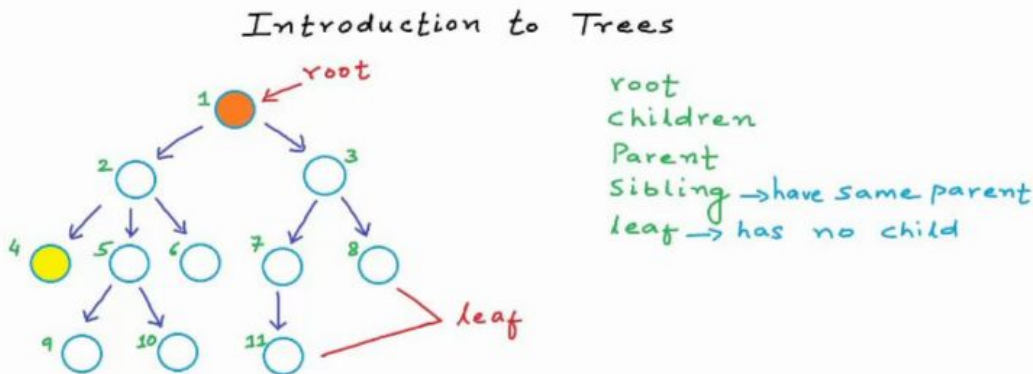 Introduction to Trees
root
1
2
3
4
5
6
7
8
9
10
11
leaf
root
Children
Parent
Sibling → have same parent
leaf → has no child